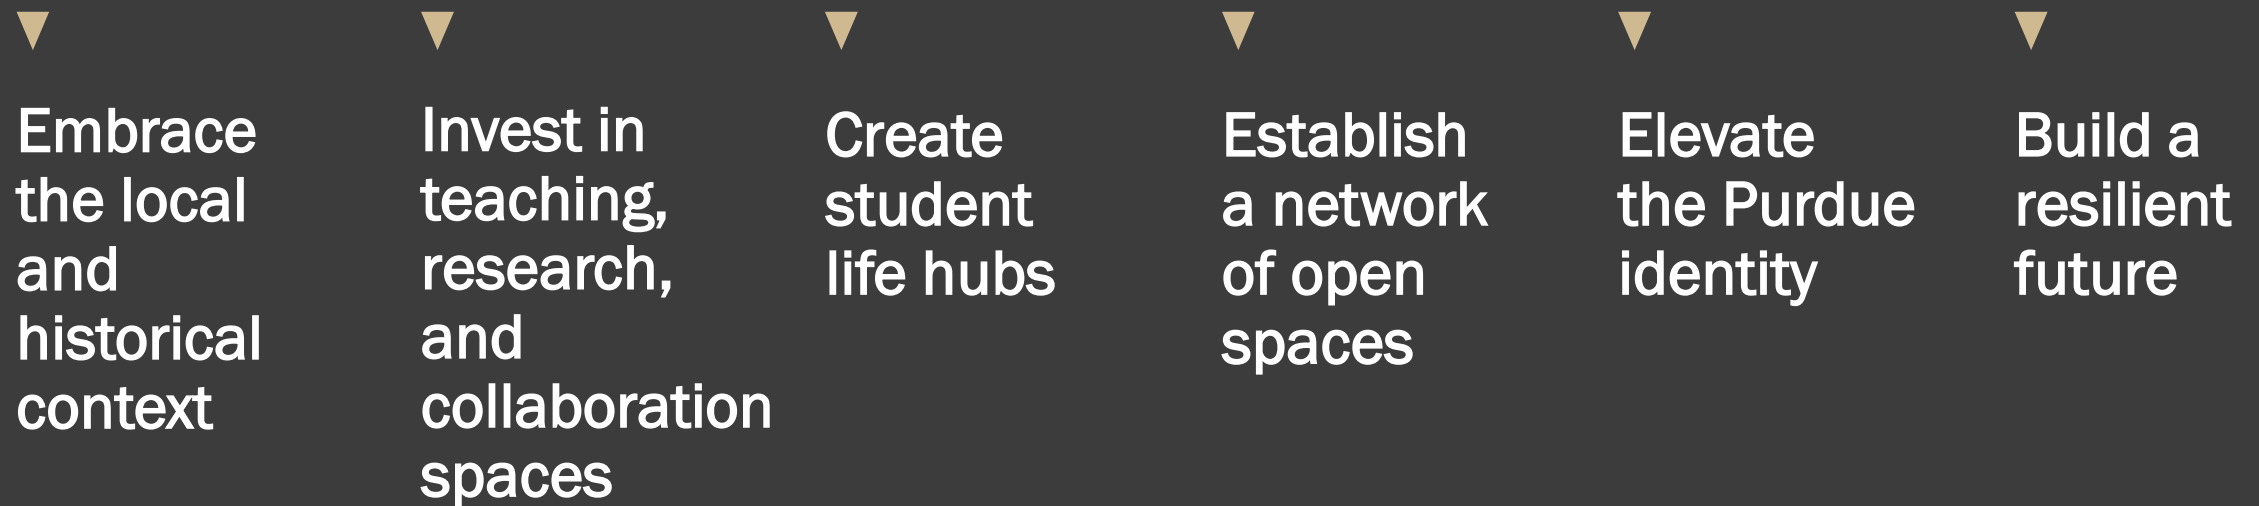 Embrace
the local
and
historical
context
Invest in
teaching,
research,
and
collaboration
spaces
Create
student
life hubs
Establish
a network
of open
spaces
Elevate
the Purdue
identity
Build a
resilient
future